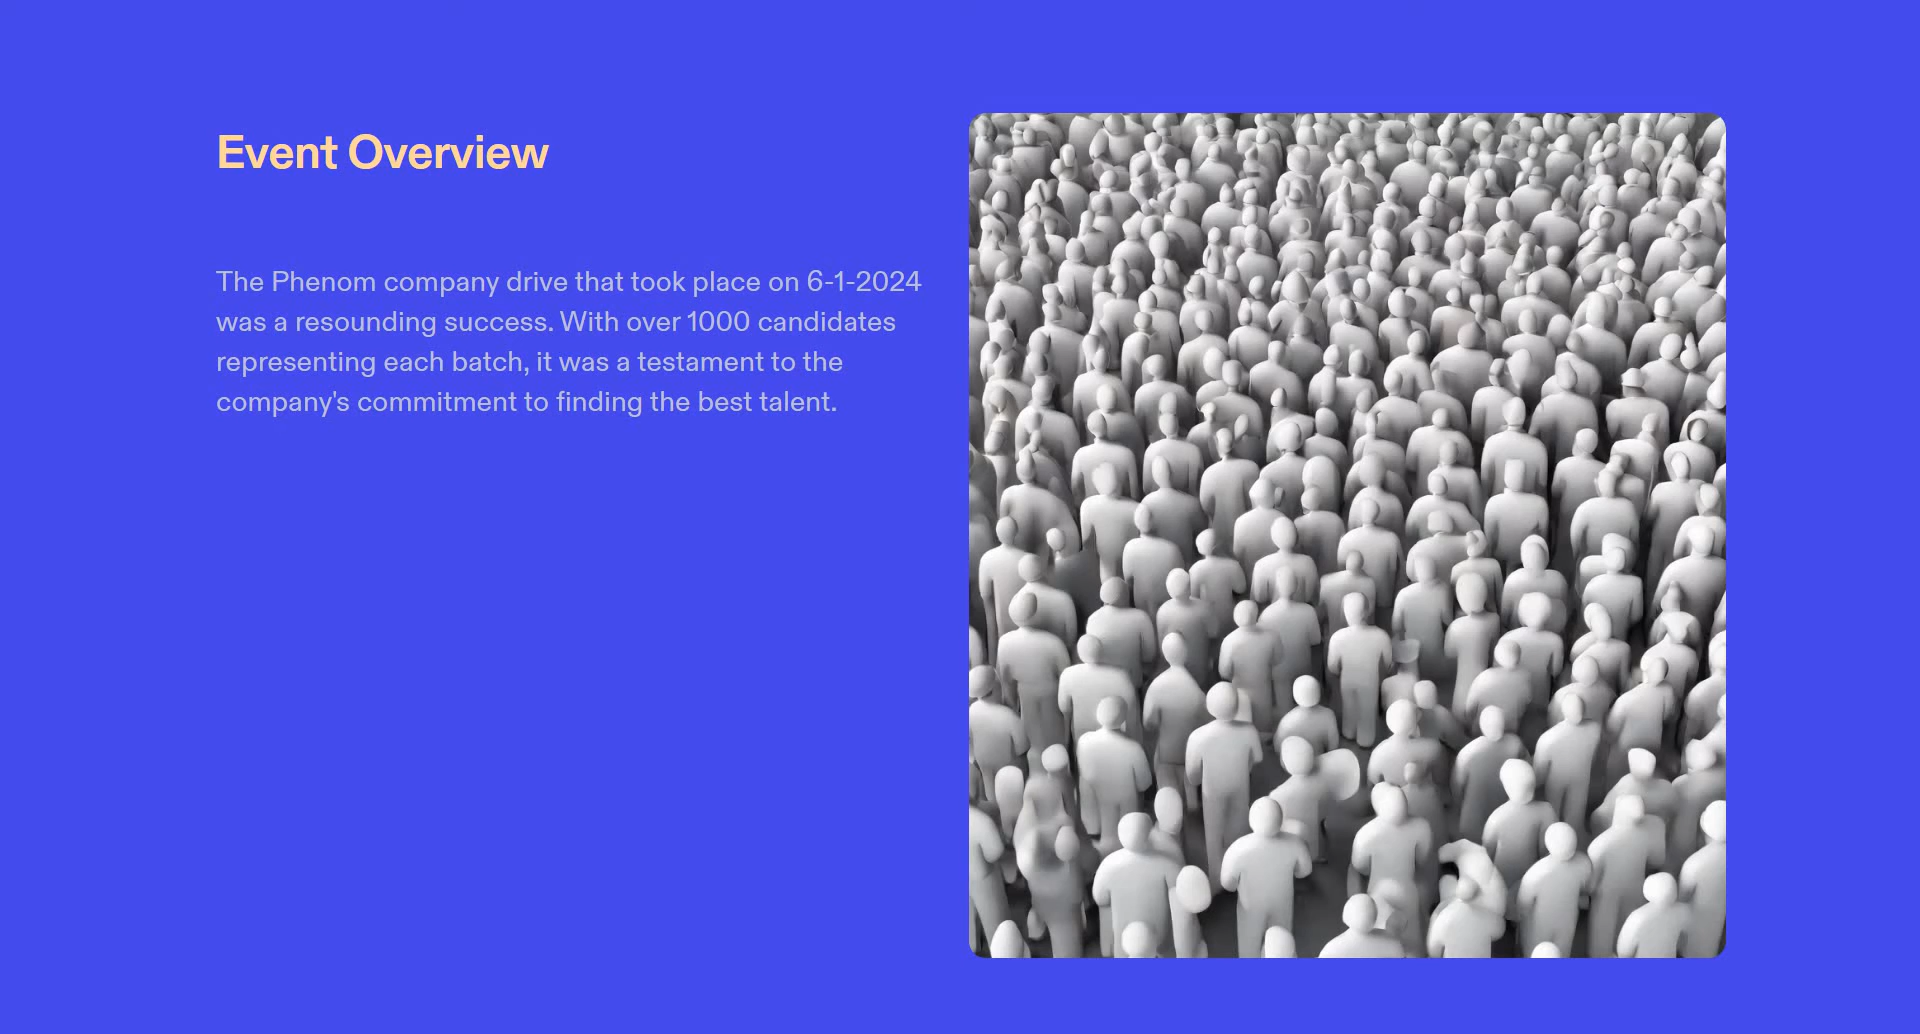 Event Overview
The Phenom company drive that took place on 6-1-2024
was a resounding success. With over 1000 candidates
representing each batch, it was a testament to the
company's commitment to finding the best talent.